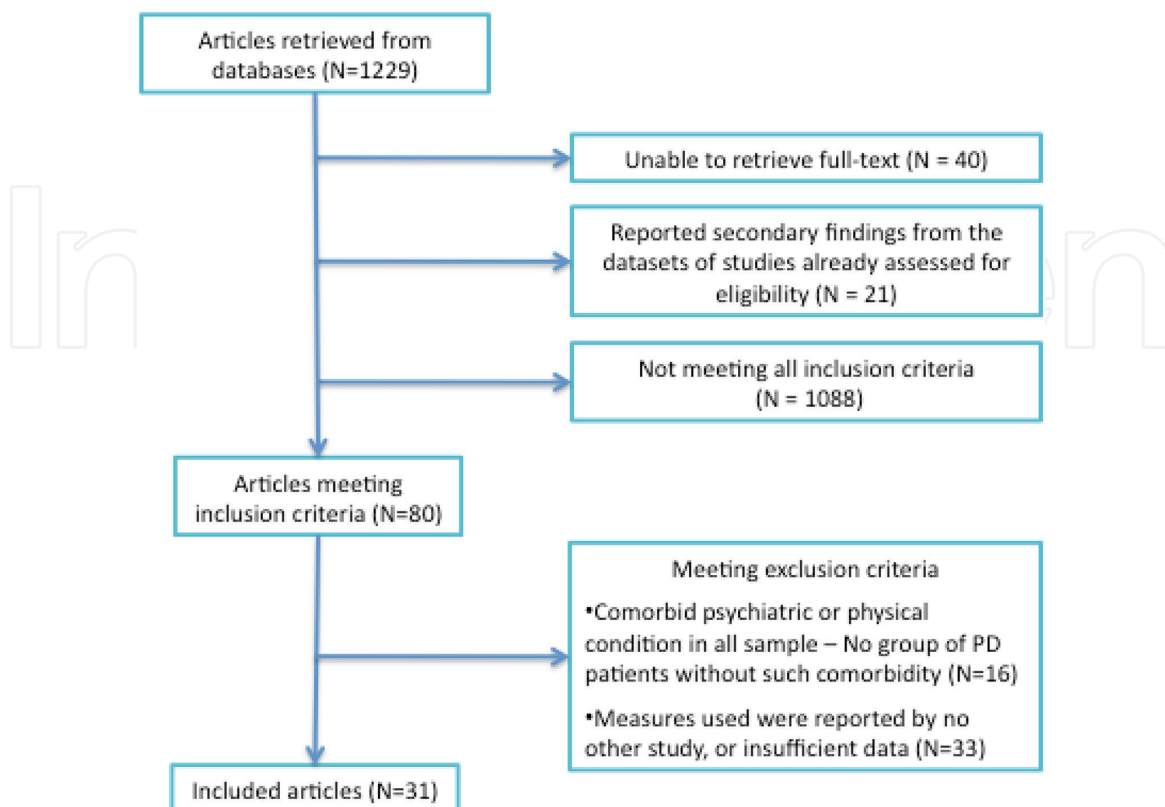 Articles retrieved from
databases (N=1229)
Unable to retrieve full-text (N = 40)
Reported secondary findings from the
datasets of studies already assessed for
eligibility (N = 21)
Not meeting all inclusion criteria
(N = 1088)
Articles meeting
inclusion criteria (N=80)
Meeting exclusion criteria
•Comorbid psychiatric or physical
condition in all sample – No group of PD
patients without such comorbidity (N=16)
•Measures used were reported by no
other study, or insufficient data (N=33)
Included articles (N=31)